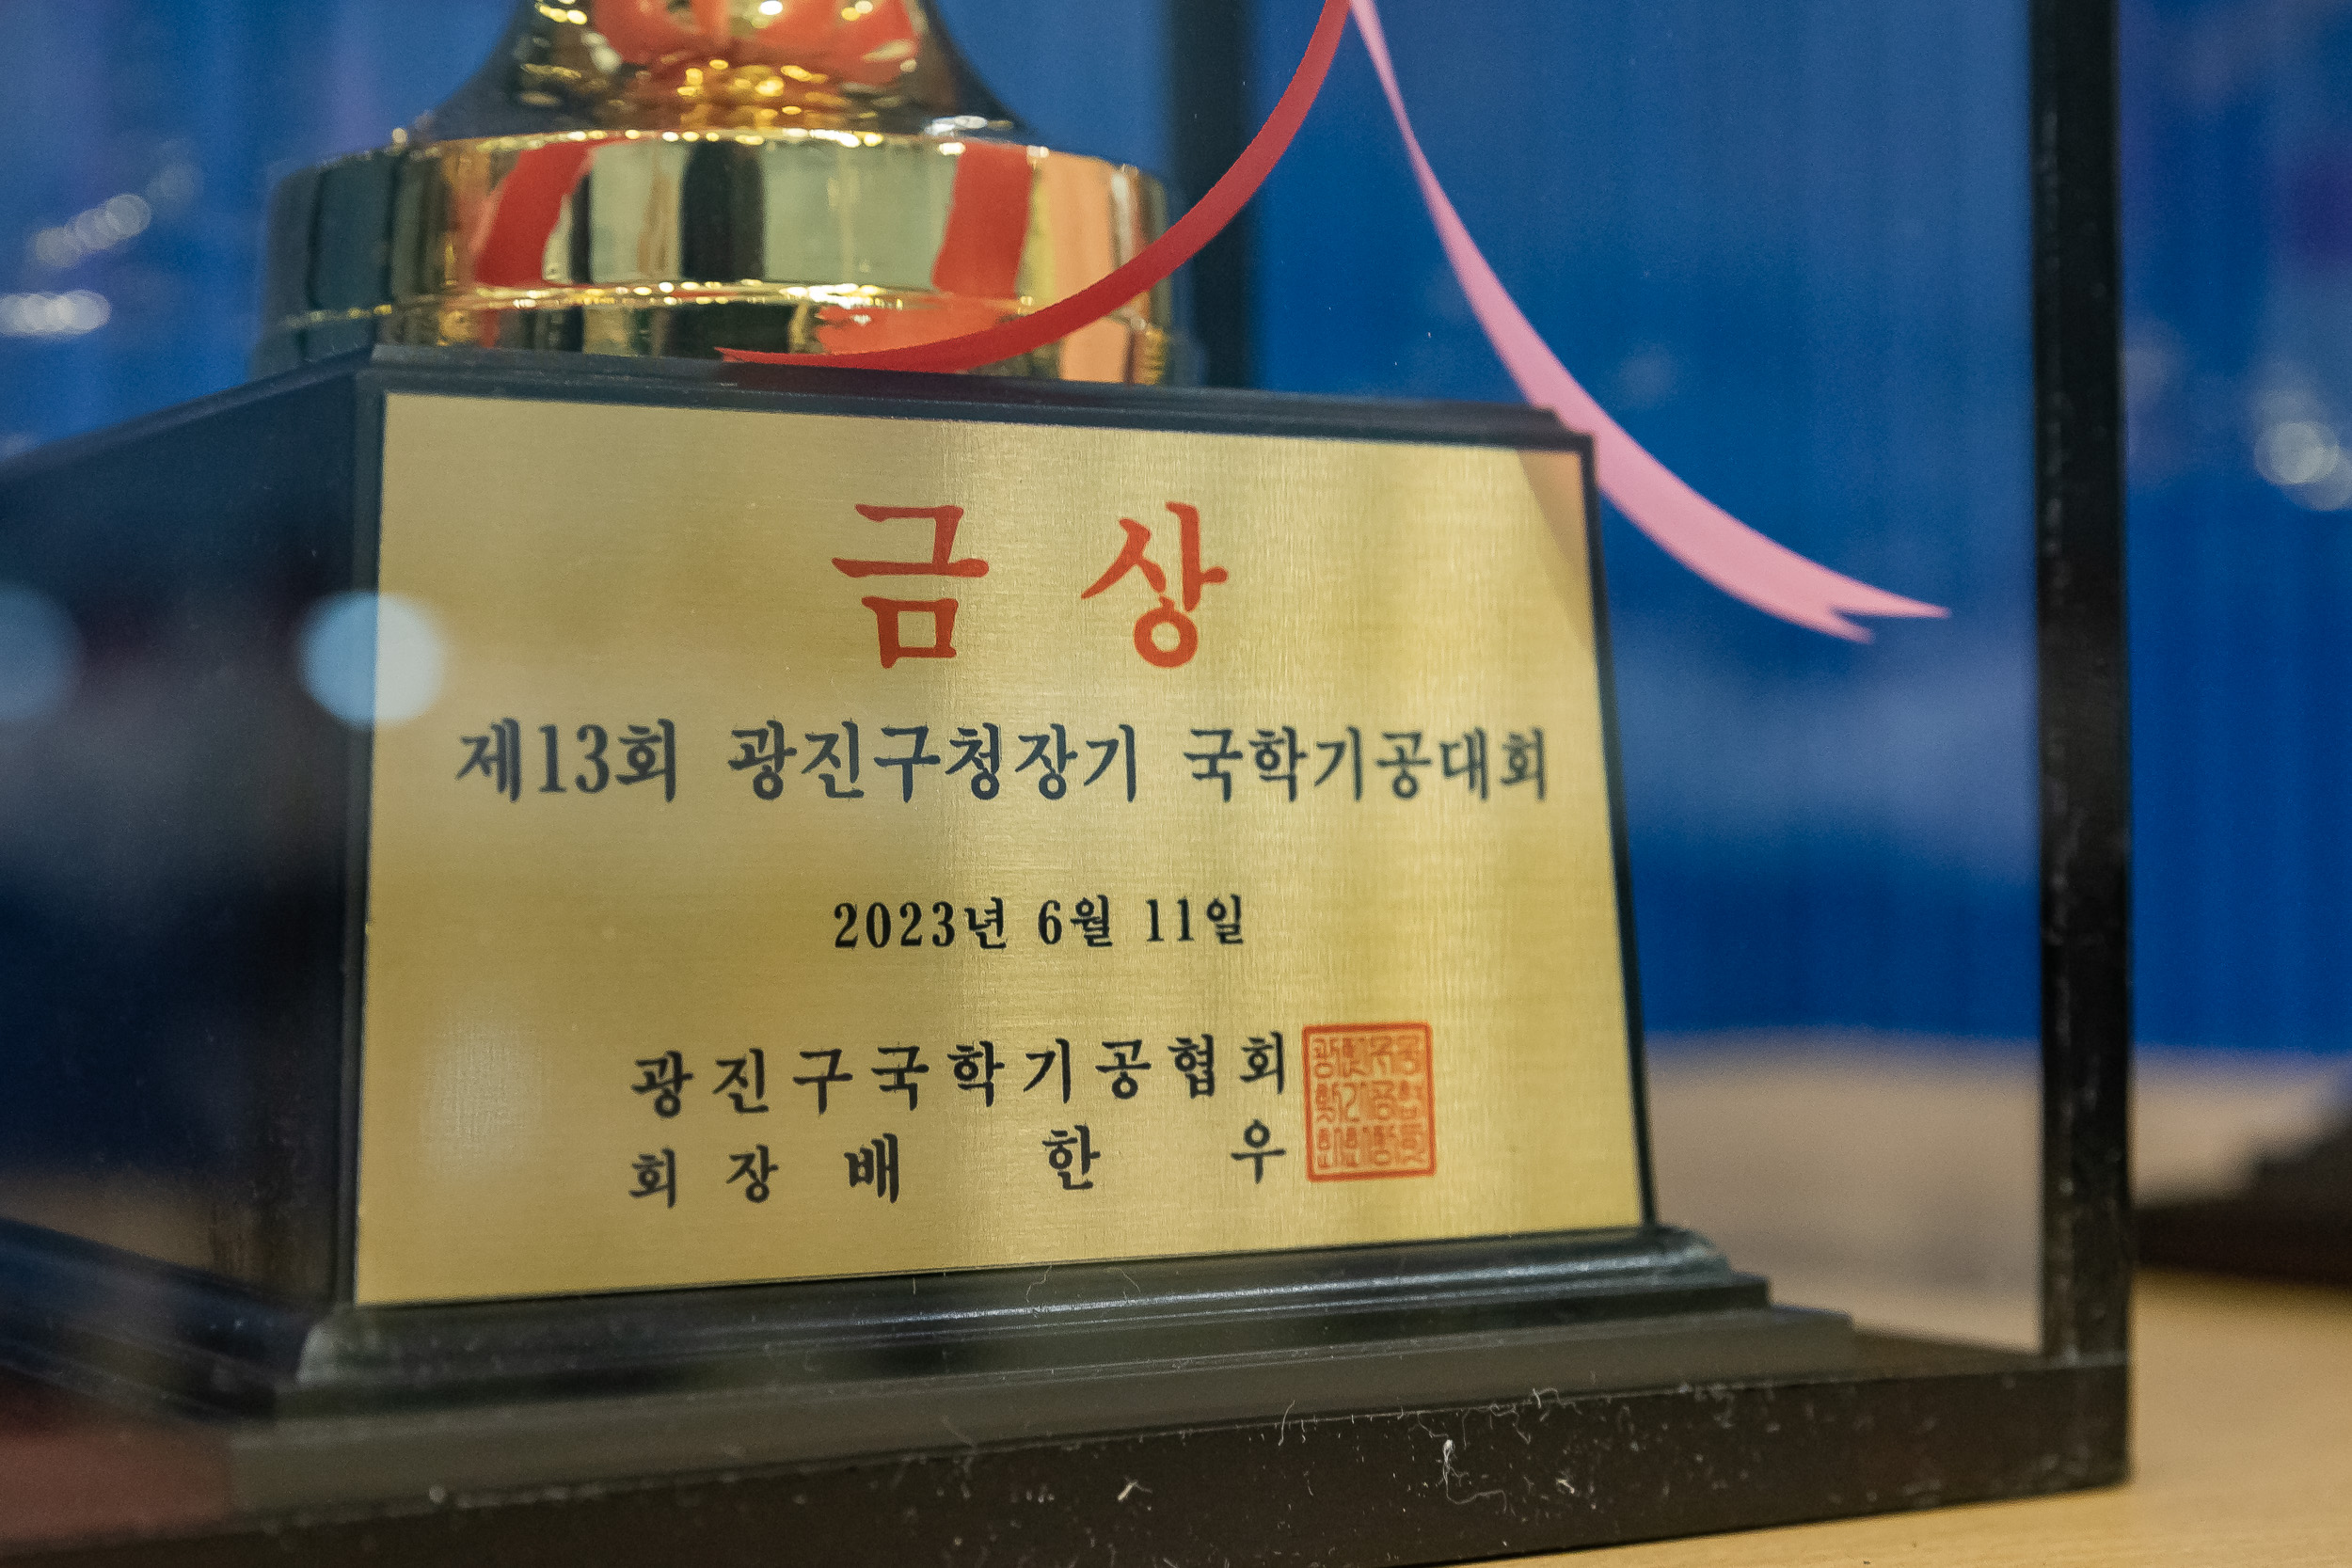 금 상
제13회 광진구청장기 국학기공대회
2023년 6월 11일
광진구국학기공협회
회 장 배 한 우